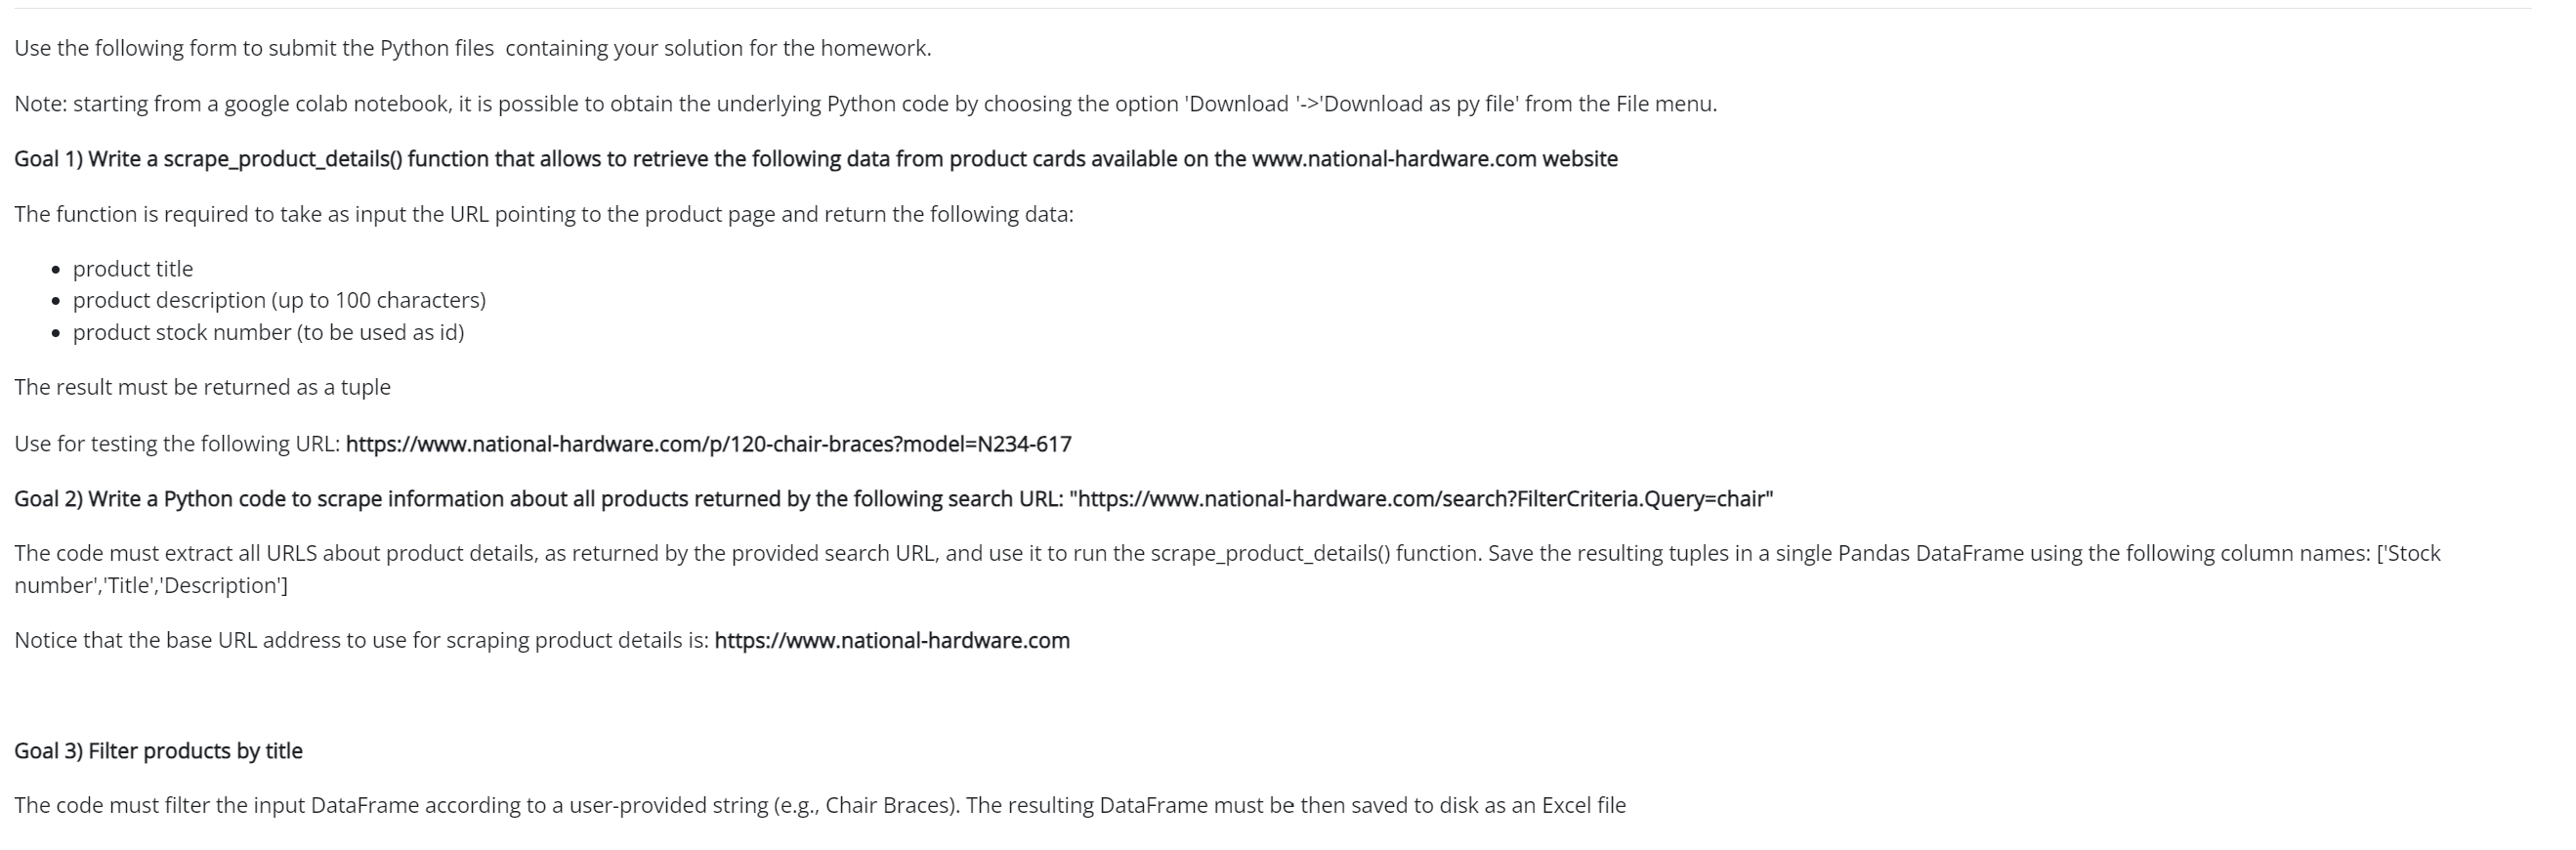 Use the following form to submit the Python files  containing your solution for the homework.
Note: starting from a google colab notebook, it is possible to obtain the underlying Python code by choosing the option 'Download '->'Download as py file' from the File menu.
Goal 1) Write a scrape_product_details() function that allows to retrieve the following data from product cards available on the www.national-hardware.com website
The function is required to take as input the URL pointing to the product page and return the following data:
• product title
• product description (up to 100 characters)
• product stock number (to be used as id)
The result must be returned as a tuple
Use for testing the following URL: https://www.national-hardware.com/p/120-chair-braces?model=N234-617
Goal 2) Write a Python code to scrape information about all products returned by the following search URL: "https://www.national-hardware.com/search?FilterCriteria.Query=chair"
The code must extract all URLS about product details, as returned by the provided search URL, and use it to run the scrape_product_details() function. Save the resulting tuples in a single Pandas DataFrame using the following column names: ['Stock
number','Title','Description']
Notice that the base URL address to use for scraping product details is: https://www.national-hardware.com
Goal 3) Filter products by title
The code must filter the input DataFrame according to a user-provided string (e.g., Chair Braces). The resulting DataFrame must be then saved to disk as an Excel file